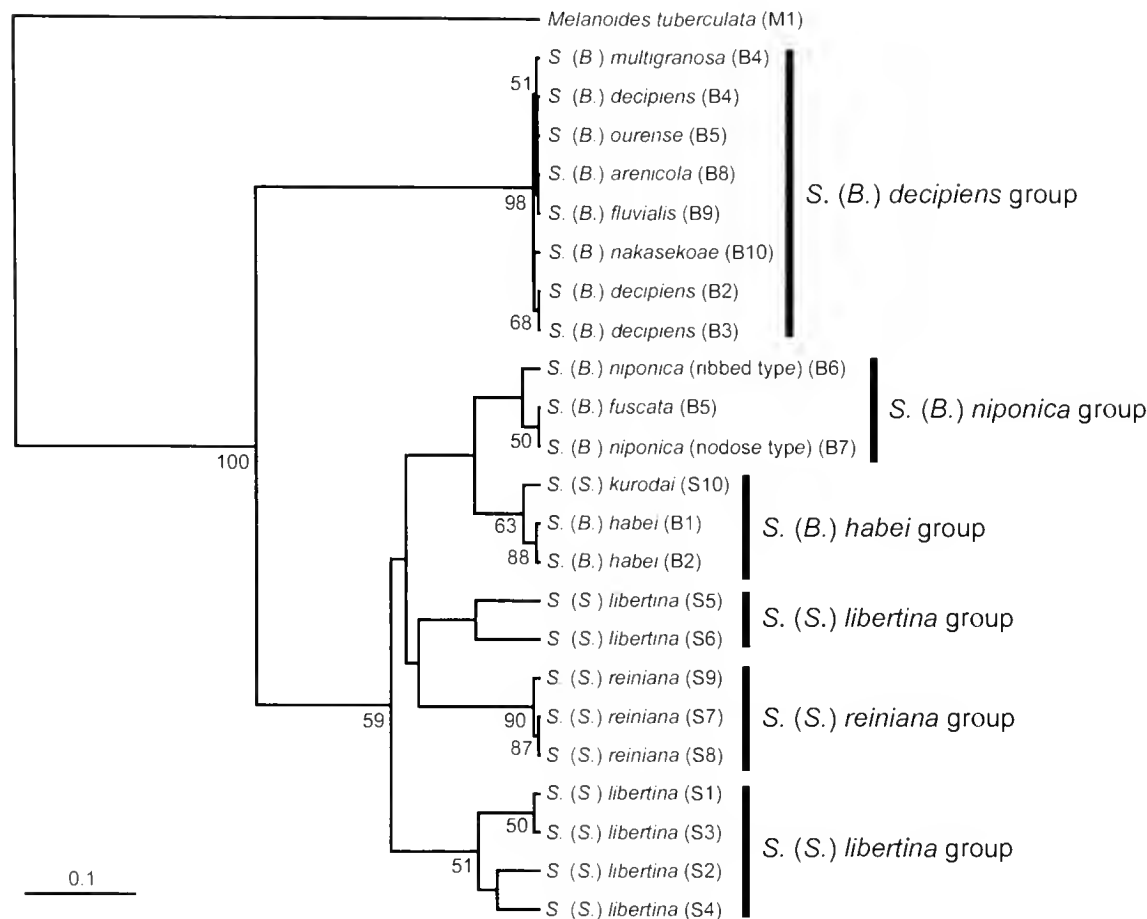 Melanoides tuberculata (M1)
S (B) multigranosa (B4)
51
S. (B.) decipiens (B4)
S (B.) ourense (B5)
S. (B.) arenicola (B8)
98
S. (B.) fluvialis (B9)
S. (B.) decipiens group
S. (B) nakasekoae (B10)
S (B.) decipiens (B2)
68
S. (B.) decipiens (B3)
S. (B.) niponica (ribbed type) (B6)
S. (B.) fuscata (B5)
S. (B.) niponica group
50
S (B) niponica (nodose type) (B7)
100
S. (S.) kurodai (S10)
63
S. (B.) habei (B1)
S. (B.) habei group
88
S. (B.) habei (B2)
S (S) libertina (S5)
S. (S.) libertina group
S (S.) libertina (S6)
S. (S.) reiniana (S9)
59
90
S. (S.) reiniana (S7)
S. (S.) reiniana group
87
S. (S.) reiniana (S8)
S. (S ) libertina (S1)
50
S. (S.) libertina (S3)
S. (S.) libertina group
51
S (S.) libertina (S2)
S (S.) libertina (S4)
0.1